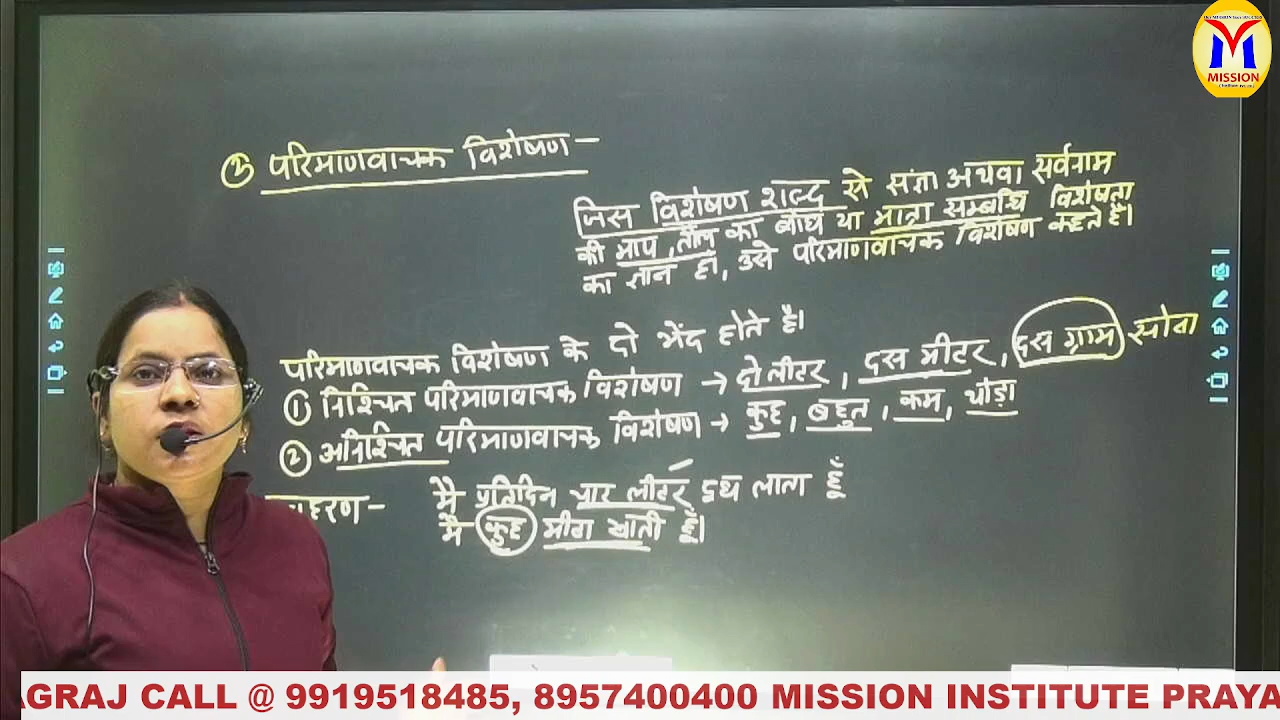 ③ परिमाणवाचक विशेषण –
जिस विशेषण शब्द से संज्ञा अथवा सर्वनाम
की माप, तौल का बोध या मात्रा सम्बन्धि विशेषता
का ज्ञान हो, उसे परिमाणवाचक विशेषण कहते हैं।
परिमाणवाचक विशेषण के दो भेंद होते है।
① निश्चित परिमाणवाचक विशेषण → दो लीटर, दस मीटर, दस ग्राम सोना
② अनिश्चित परिमाणवाचक विशेषण → कुछ, बहुत, कम, थोड़ा
हरण – मैं प्रतिदिन चार लीटर दूध लाता हूँ
मैं कुछ मीठा खाती हूँ।
MISSION
AGRAJ CALL @ 9919518485, 8957400400 MISSION INSTITUTE PRAYA